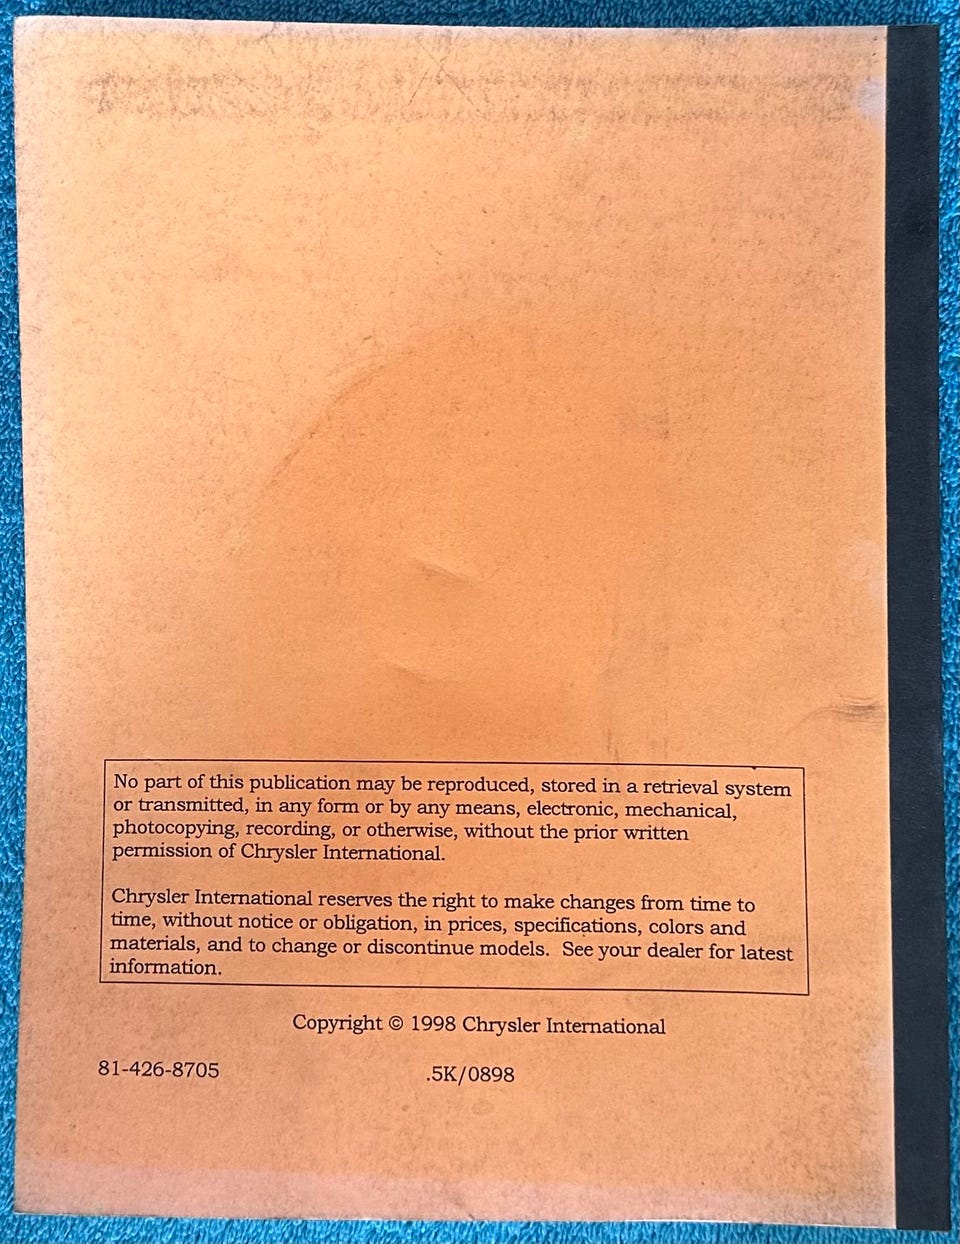 No part of this publication may be reproduced, stored in a retrieval system
or transmitted, in any form or by any means, electronic, mechanical,
photocopying, recording, or otherwise, without the prior written
permission of Chrysler International.
Chrysler International reserves the right to make changes from time to
time, without notice or obligation, in prices, specifications, colors and
materials, and to change or discontinue models.  See your dealer for latest
information.
Copyright © 1998 Chrysler International
81-426-8705 .5K/0898